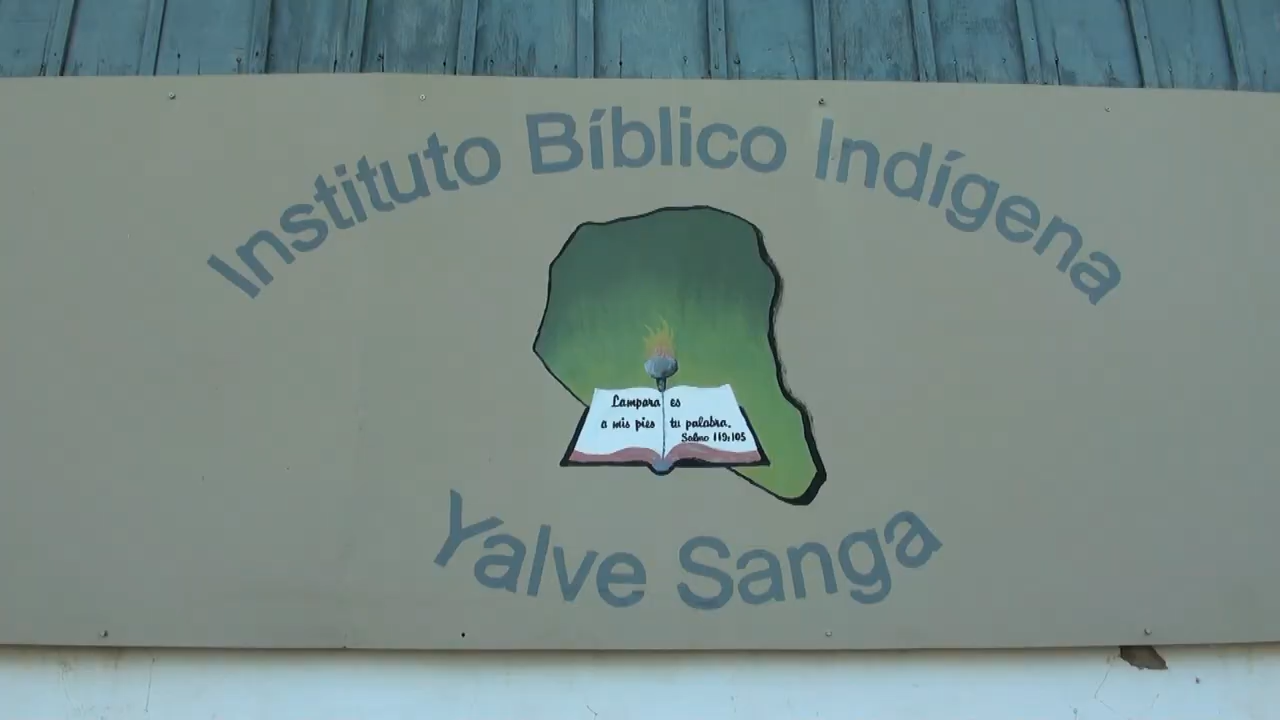 Instituto Bíblico Indígena
Lampara es
a mis pies tu palabra.
Salmo 119:105
Yalve Sanga